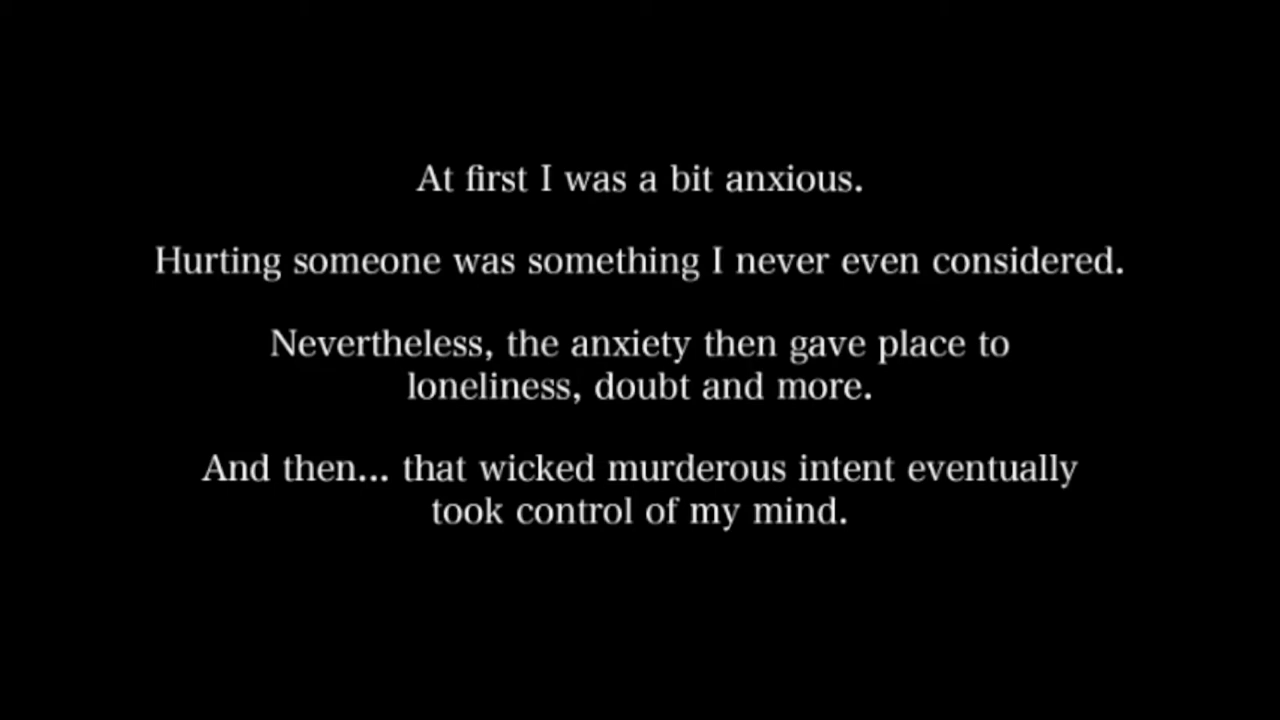 At first I was a bit anxious.
Hurting someone was something I never even considered.
Nevertheless, the anxiety then gave place to
loneliness, doubt and more.
And then... that wicked murderous intent eventually
took control of my mind.